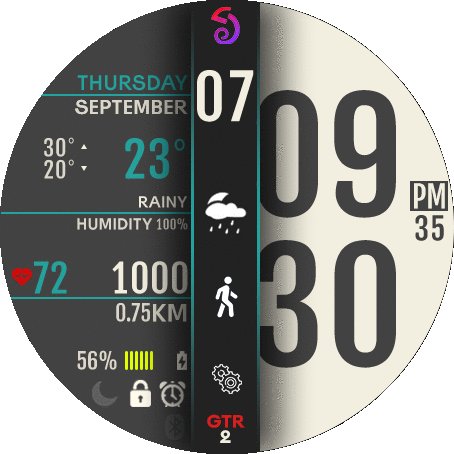 THURSDAY
SEPTEMBER
07
30°
20°
23°
RAINY
HUMIDITY 100%
72
1000
0.75KM
56%
GTR
2
09
30
PM
35